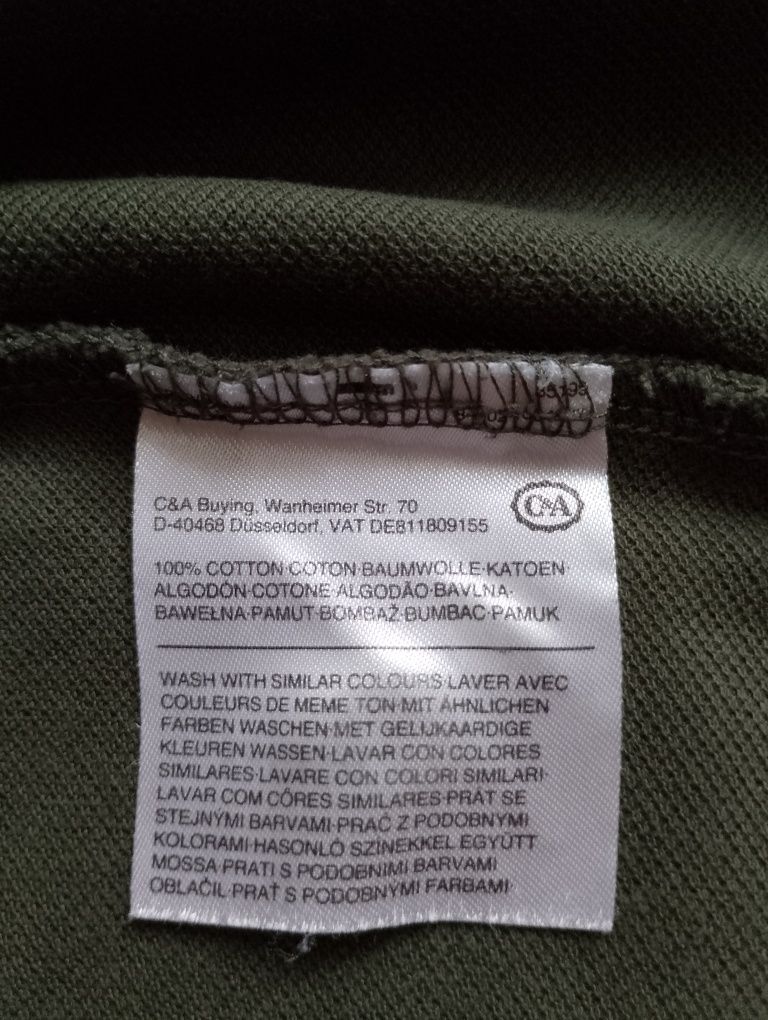 C&A Buying, Wanheimer Str. 70
D-40468 Düsseldorf, VAT DE811809155
C&A
100% COTTON·COTON·BAUMWOLLE·KATOEN·
ALGODÓN·COTONE·ALGODÃO·BAVLNA·
BAWEŁNA·PAMUT·BOMBAŽ·BUMBAC·PAMUK
WASH WITH SIMILAR COLOURS·LAVER AVEC
COULEURS DE MEME TON·MIT ÄHNLICHEN
FARBEN WASCHEN·MET GELIJKAARDIGE
KLEUREN WASSEN·LAVAR CON COLORES
SIMILARES·LAVARE CON COLORI SIMILARI·
LAVAR COM CÔRES SIMILARES·PRÁT SE
STEJNÝMI BARVAMI·PRAĆ Z PODOBNYMI
KOLORAMI·HASONLÓ SZINEKKEL EGYÜTT
MOSSA·PRATI S PODOBNIMI BARVAMI
OBLAČIL·PRAŤ S PODOBNÝMI FARBAMI·